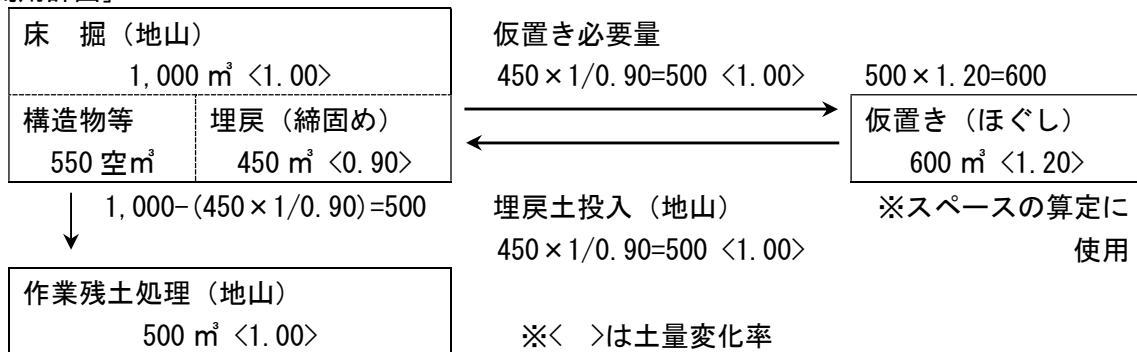 床　掘（地山）
1,000 ㎥ <1.00>
構造物等
550 空㎥
埋戻（締固め）
450 ㎥ <0.90>
1,000-(450×1/0.90)=500
作業残土処理（地山）
500 ㎥ <1.00>
仮置き必要量
450×1/0.90=500 <1.00>
500×1.20=600
仮置き（ほぐし）
600 ㎥ <1.20>
埋戻土投入（地山）
450×1/0.90=500 <1.00>
※スペースの算定に
使用
※< >は土量変化率